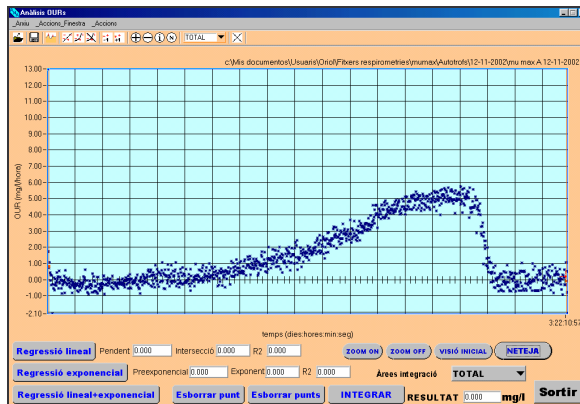 Anàlisis OURs
_Arxiu _Accions_Finestra _Accions
TOTAL
c:\Mis documentos\Usuaris\Oriol\Fitxers respirometries\mumax\Autotrofs\12-11-2002\mu max A 12-11-2002
13.00
12.00
11.00
10.00
9.00
8.00
7.00
6.00
5.00
4.00
3.00
2.00
1.00
0.00
-1.00
-2.10
OUR (mg/l/hore)
3:22:10:57
temps (dies:hores:min:seg)
Regressió lineal Pendent 0.000 Intersecció 0.000 R2 0.000 ZOOM ON ZOOM OFF VISIÓ INICIAL NETEJA
Regressió exponencial Preexponencial 0.000 Exponent 0.000 R2 0.000 Àrees integració TOTAL
Regressió lineal+exponencial Esborrar punt Esborrar punts INTEGRAR RESULTAT 0.000 mg/l Sortir